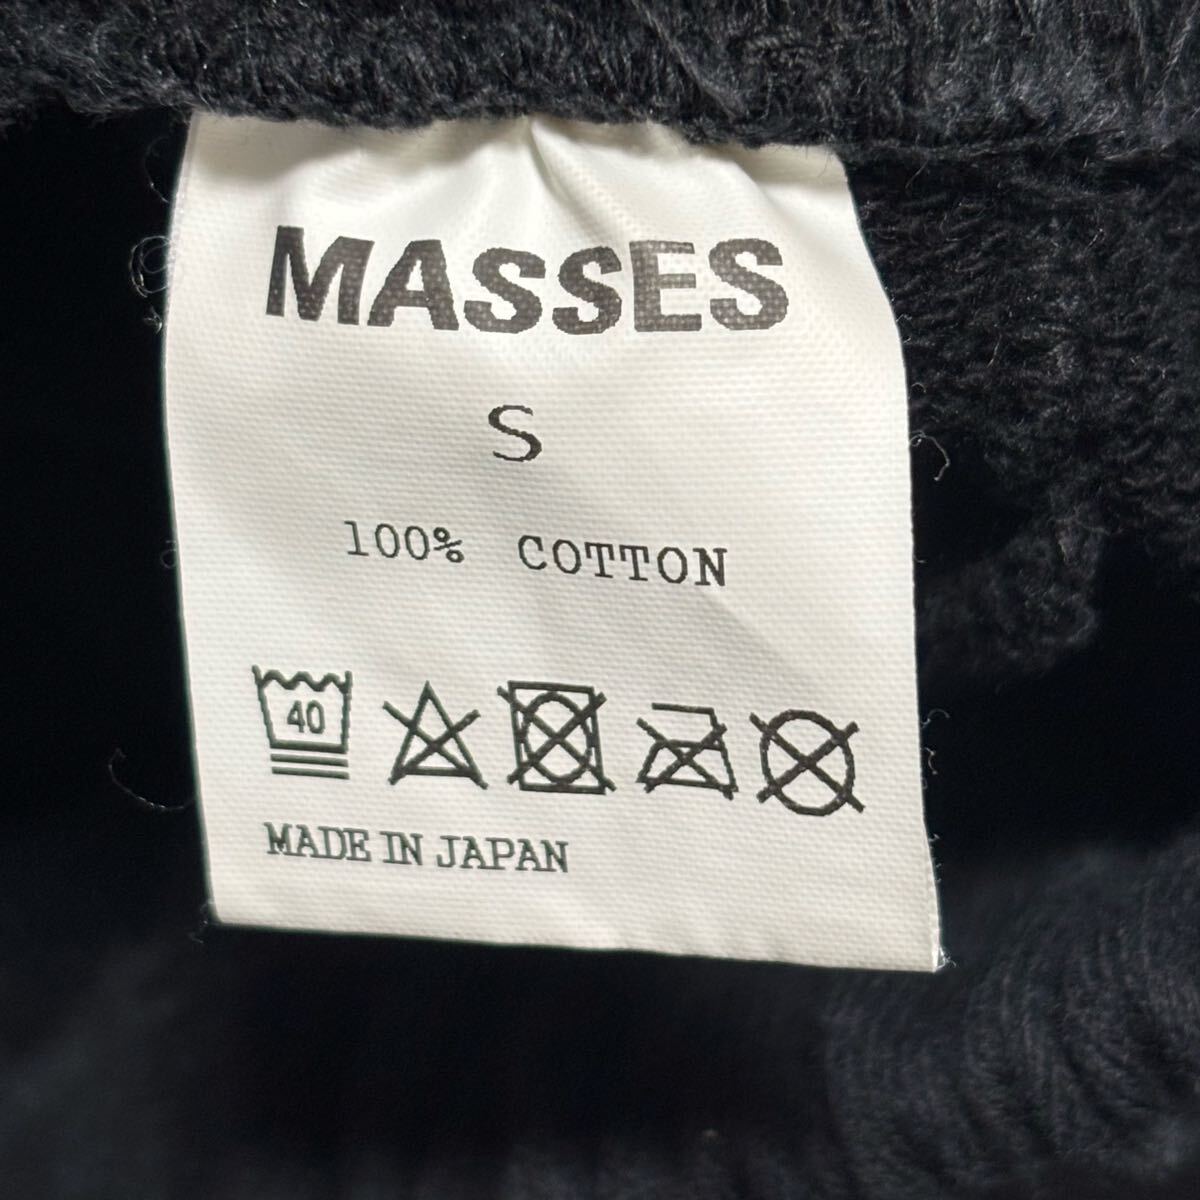 MASSES
S
100% COTTON
40
MADE IN JAPAN